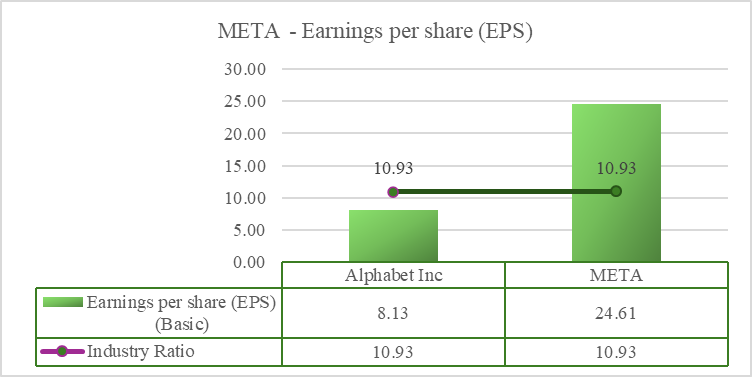 META  - Earnings per share (EPS)
30.00
25.00
20.00
15.00
10.00
5.00
0.00
10.93 10.93
Alphabet Inc META
Earnings per share (EPS)
(Basic) 8.13 24.61
Industry Ratio 10.93 10.93